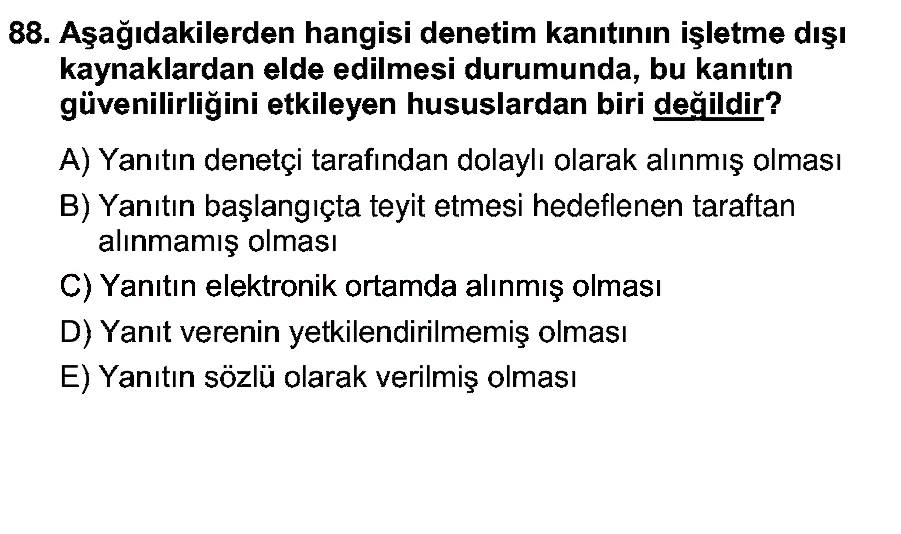 88. Aşağıdakilerden hangisi denetim kanıtının işletme dışı
kaynaklardan elde edilmesi durumunda, bu kanıtın
güvenilirliğini etkileyen hususlardan biri değildir?
A) Yanıtın denetçi tarafından dolaylı olarak alınmış olması
B) Yanıtın başlangıçta teyit etmesi hedeflenen taraftan
alınmamış olması
C) Yanıtın elektronik ortamda alınmış olması
D) Yanıt verenin yetkilendirilmemiş olması
E) Yanıtın sözlü olarak verilmiş olması